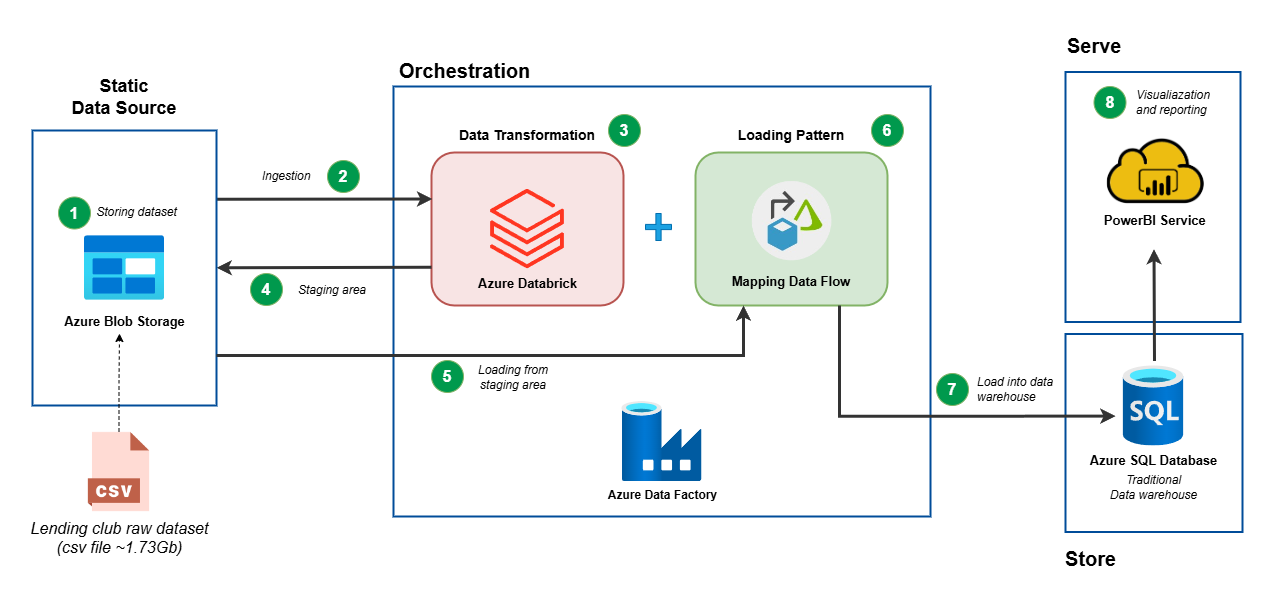 Static
Data Source
1
Storing dataset
Azure Blob Storage
CSV
Lending club raw dataset
(csv file ~1.73Gb)
Ingestion
2
4
Staging area
5
Loading from
staging area
Orchestration
Data Transformation
3
Azure Databrick
Loading Pattern
6
Mapping Data Flow
Azure Data Factory
7
Load into data
warehouse
Serve
8
Visualiazation
and reporting
PowerBI Service
SQL
Azure SQL Database
Traditional
Data warehouse
Store